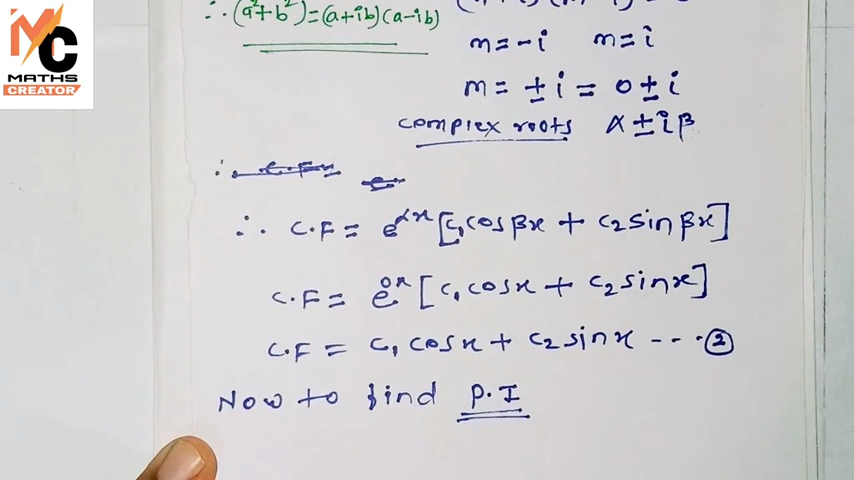 MC
MATHS
CREATOR
∴ (a²+b²)=(a+ib)(a-ib)
m=-i m=i
m= ±i = 0±i
complex roots α±iβ
∴ C.F = e^αx [c₁cosβx + c₂sinβx]
C.F = e^0x [c₁cosx + c₂sinx]
C.F = c₁cosx + c₂sinx --- ②
Now to find P.I